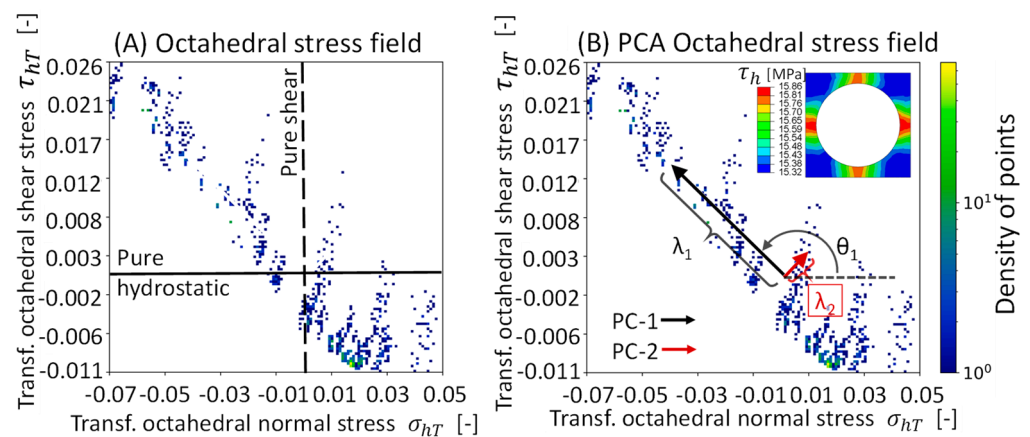 (A) Octahedral stress field
Transf. octahedral shear stress τhT [-]
0.026
0.021
0.017
0.012
0.008
0.003
-0.002
-0.006
-0.011
Pure shear
Pure
hydrostatic
-0.07 -0.05 -0.03 -0.01 0.01 0.03 0.05
Transf. octahedral normal stress σhT [-]
(B) PCA Octahedral stress field
Transf. octahedral shear stress τhT [-]
0.026
0.021
0.017
0.012
0.008
0.003
-0.002
-0.006
-0.011
τh [MPa]
15.86
15.81
15.76
15.70
15.65
15.59
15.54
15.48
15.43
15.37
15.32
λ1
θ1
λ2
PC-1
PC-2
-0.07 -0.05 -0.03 -0.01 0.01 0.03 0.05
Transf. octahedral normal stress σhT [-]
10¹
10⁰
Density of points